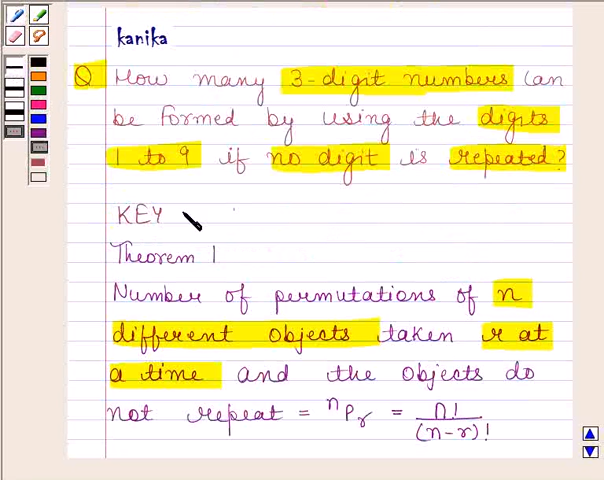 kanika
Q How many 3-digit numbers can
be formed by using the digits
1 to 9 if no digit is repeated?
KEY
Theorem 1
Number of permutations of n
different objects taken r at
a time and the objects do
not repeat = ⁿPᵣ = n! / (n-r)!